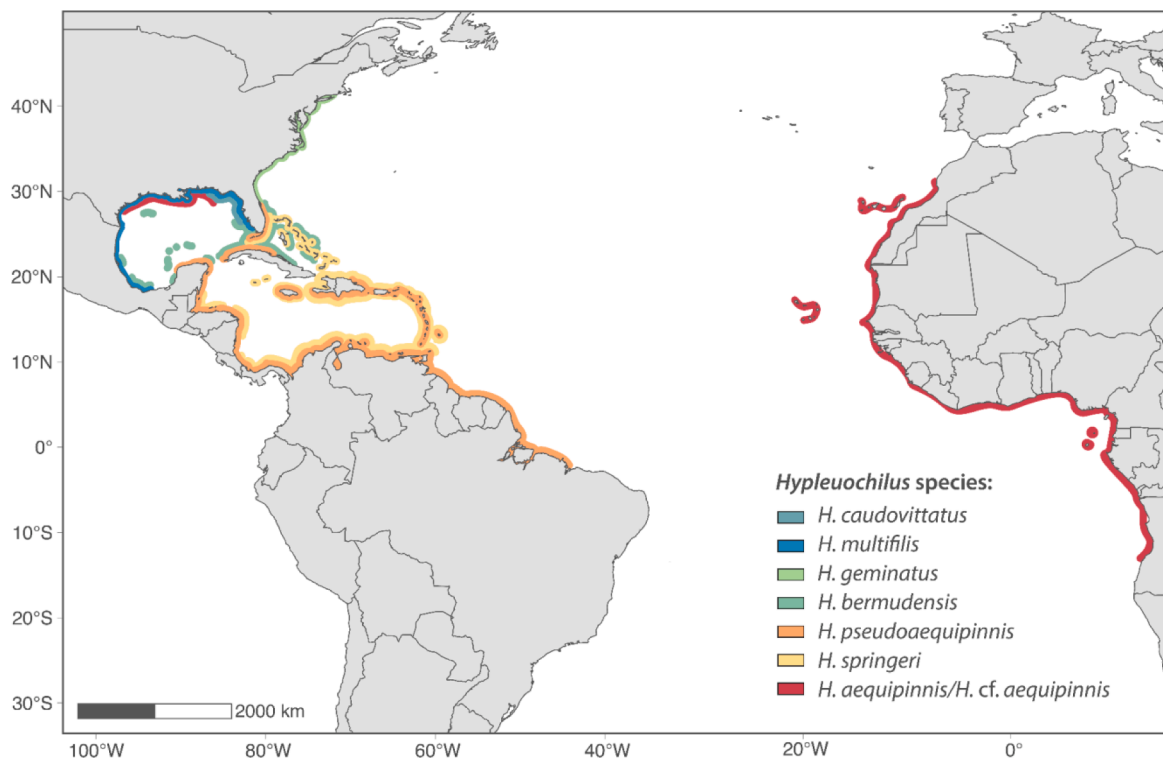 40°N
30°N
20°N
10°N
0°
10°S
20°S
30°S
Hypleuochilus species:
H. caudovittatus
H. multifilis
H. geminatus
H. bermudensis
H. pseudoaequipinnis
H. springeri
H. aequipinnis/H. cf. aequipinnis
2000 km
100°W 80°W 60°W 40°W 20°W 0°